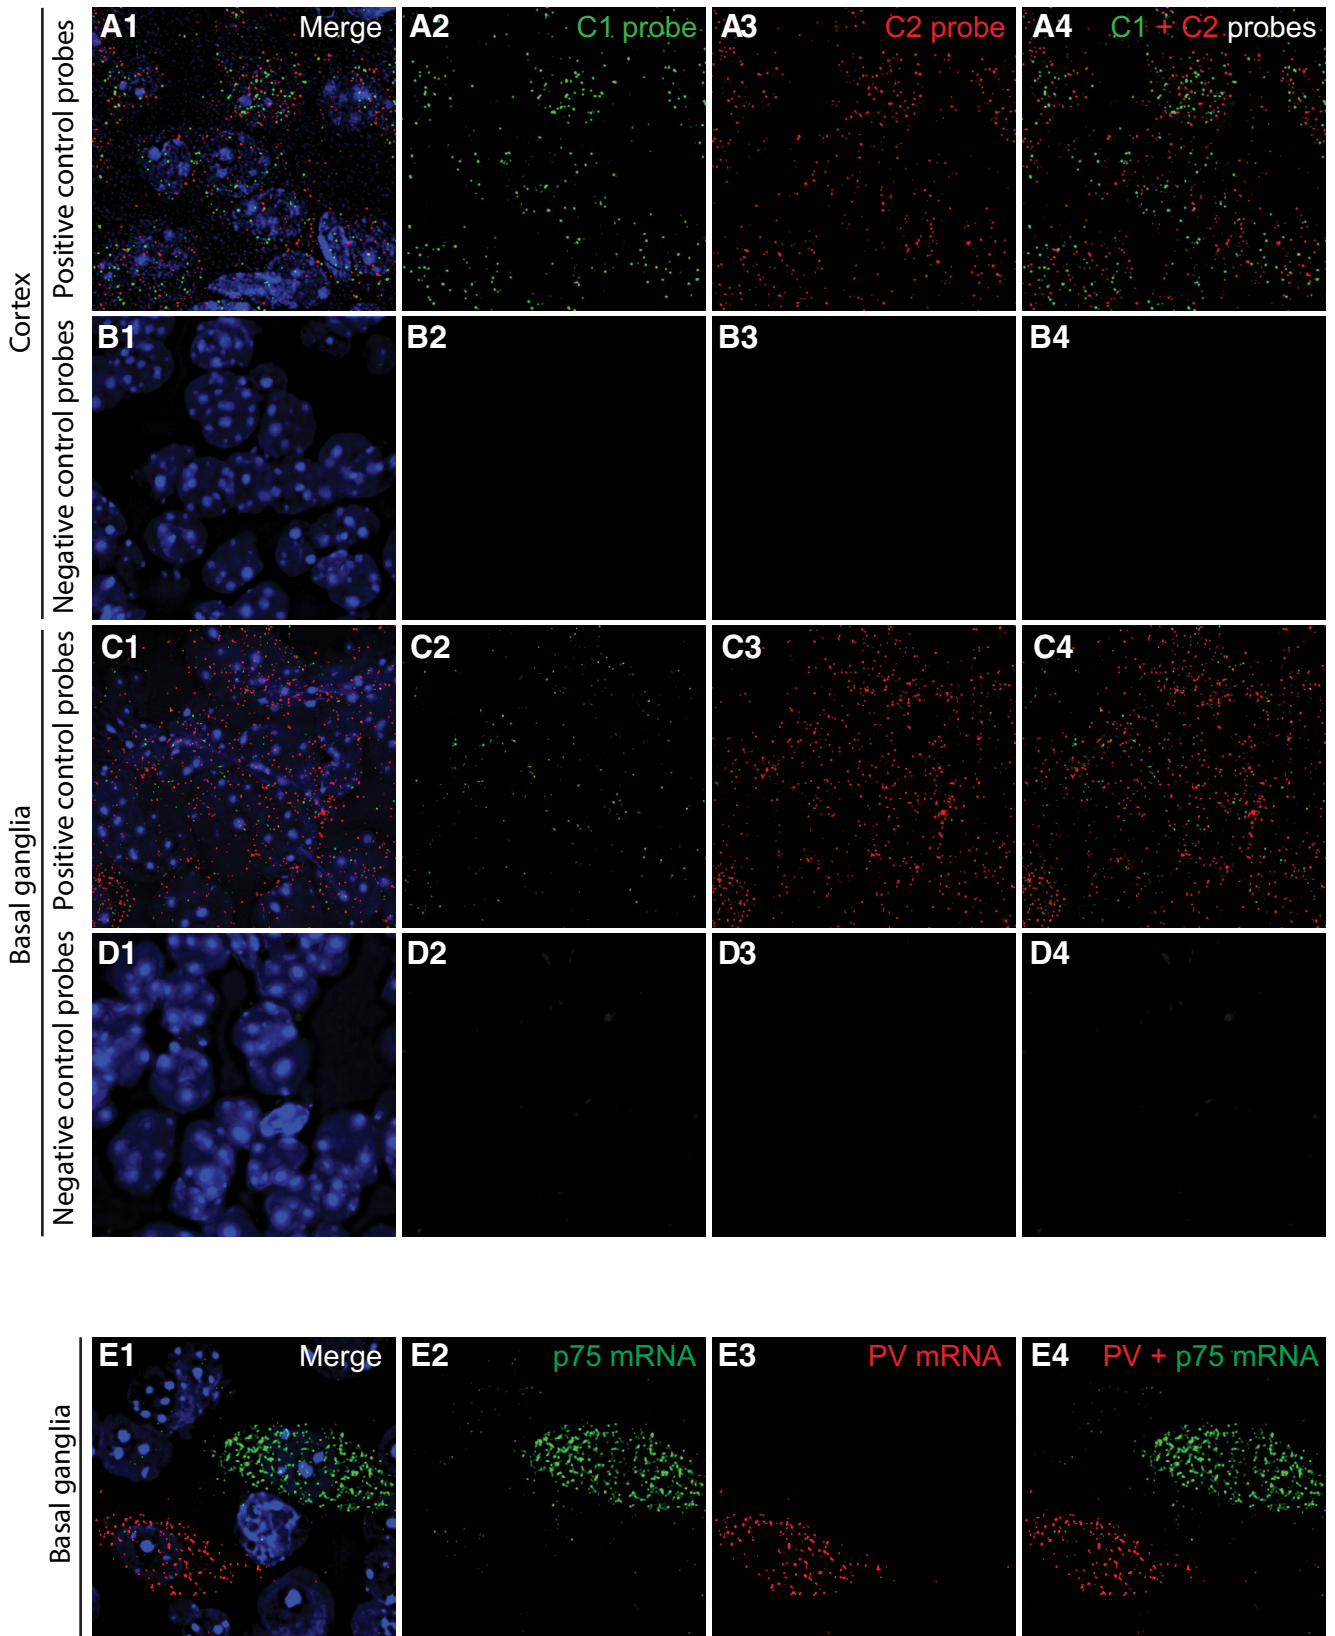 Cortex
Positive control probes
A1 Merge
A2 C1 probe
A3 C2 probe
A4 C1 + C2 probes
Negative control probes
B1
B2
B3
B4
Basal ganglia
Positive control probes
C1
C2
C3
C4
Negative control probes
D1
D2
D3
D4
Basal ganglia
E1 Merge
E2 p75 mRNA
E3 PV mRNA
E4 PV + p75 mRNA